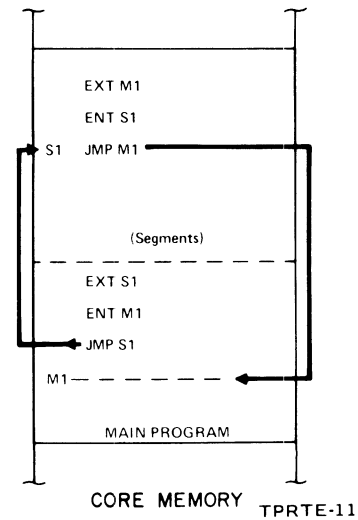 EXT M1
ENT S1
S1 JMP M1
(Segments)
EXT S1
ENT M1
JMP S1
M1
MAIN PROGRAM
CORE MEMORY
TPRTE-11